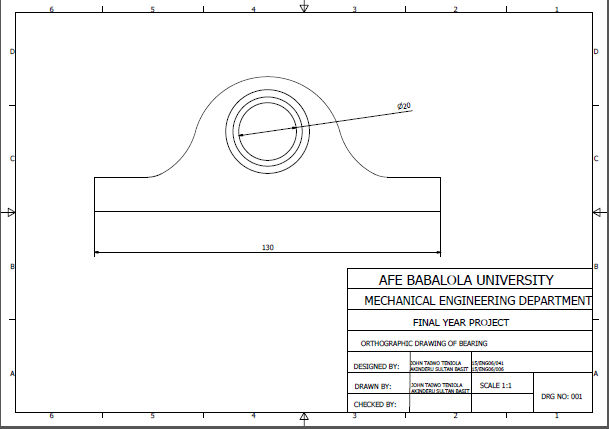 6 5 4 3 2 1
D D
Ø20
C C
130
B B
AFE BABALOLA UNIVERSITY
MECHANICAL ENGINEERING DEPARTMENT
FINAL YEAR PROJECT
ORTHOGRAPHIC DRAWING OF BEARING
DESIGNED BY: JOHN TAIWO TENIOLA 15/ENG06/041
AKINDERU SULTAN BASIT 15/ENG06/006
A A
DRAWN BY: JOHN TAIWO TENIOLA SCALE 1:1
AKINDERU SULTAN BASIT
DRG NO: 001
CHECKED BY:
6 5 4 3 2 1